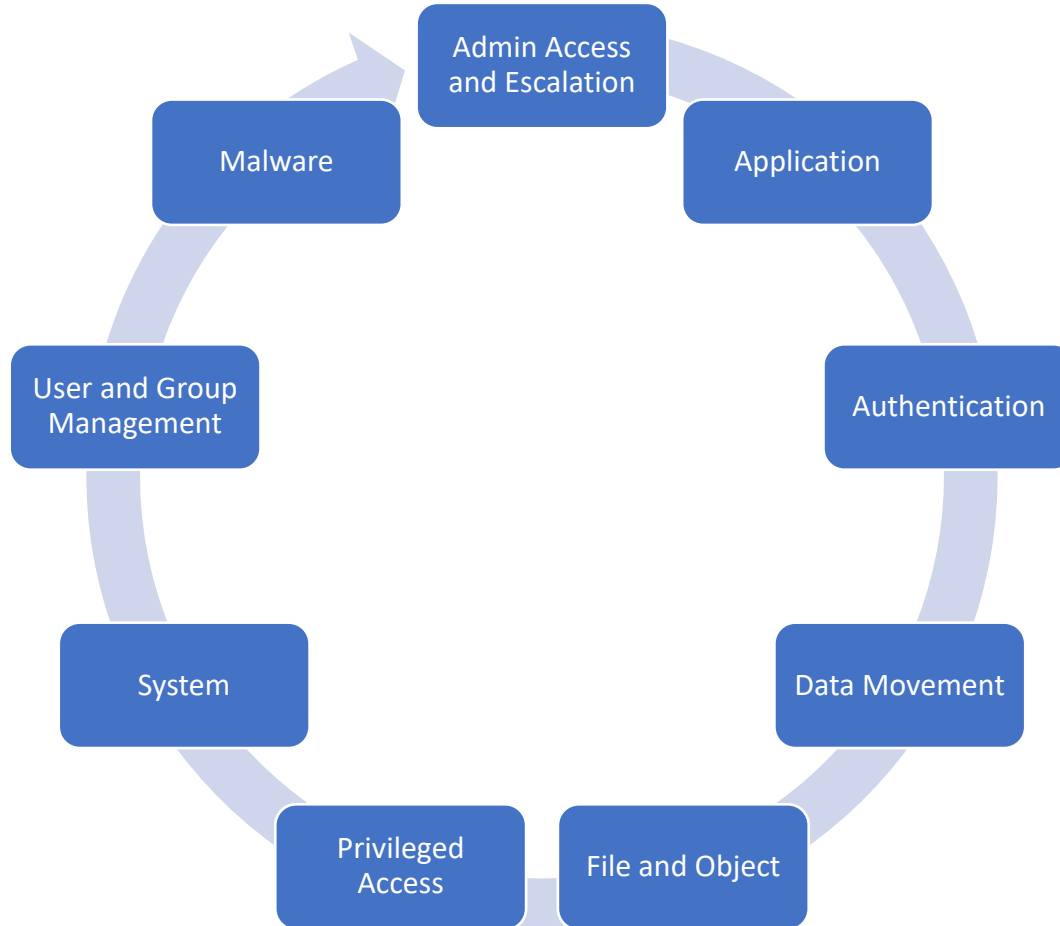 Admin Access
and Escalation
Application
Authentication
Data Movement
File and Object
Privileged
Access
System
User and Group
Management
Malware